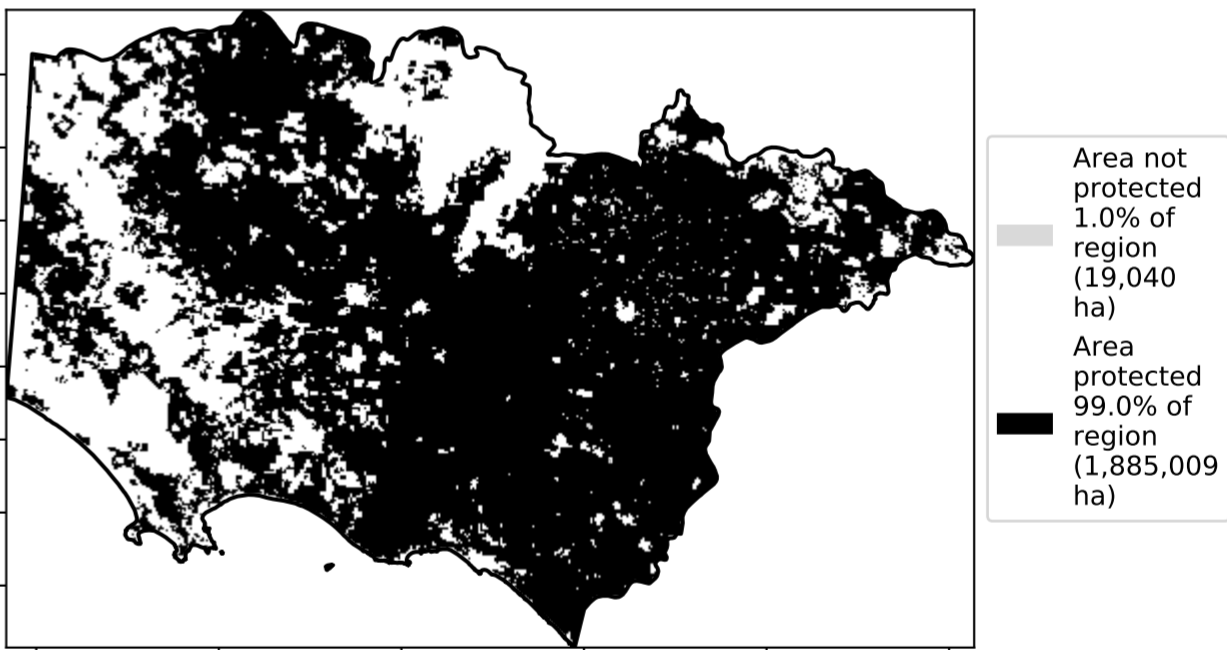 Area not
protected
1.0% of
region
(19,040
ha)
Area
protected
99.0% of
region
(1,885,009
ha)